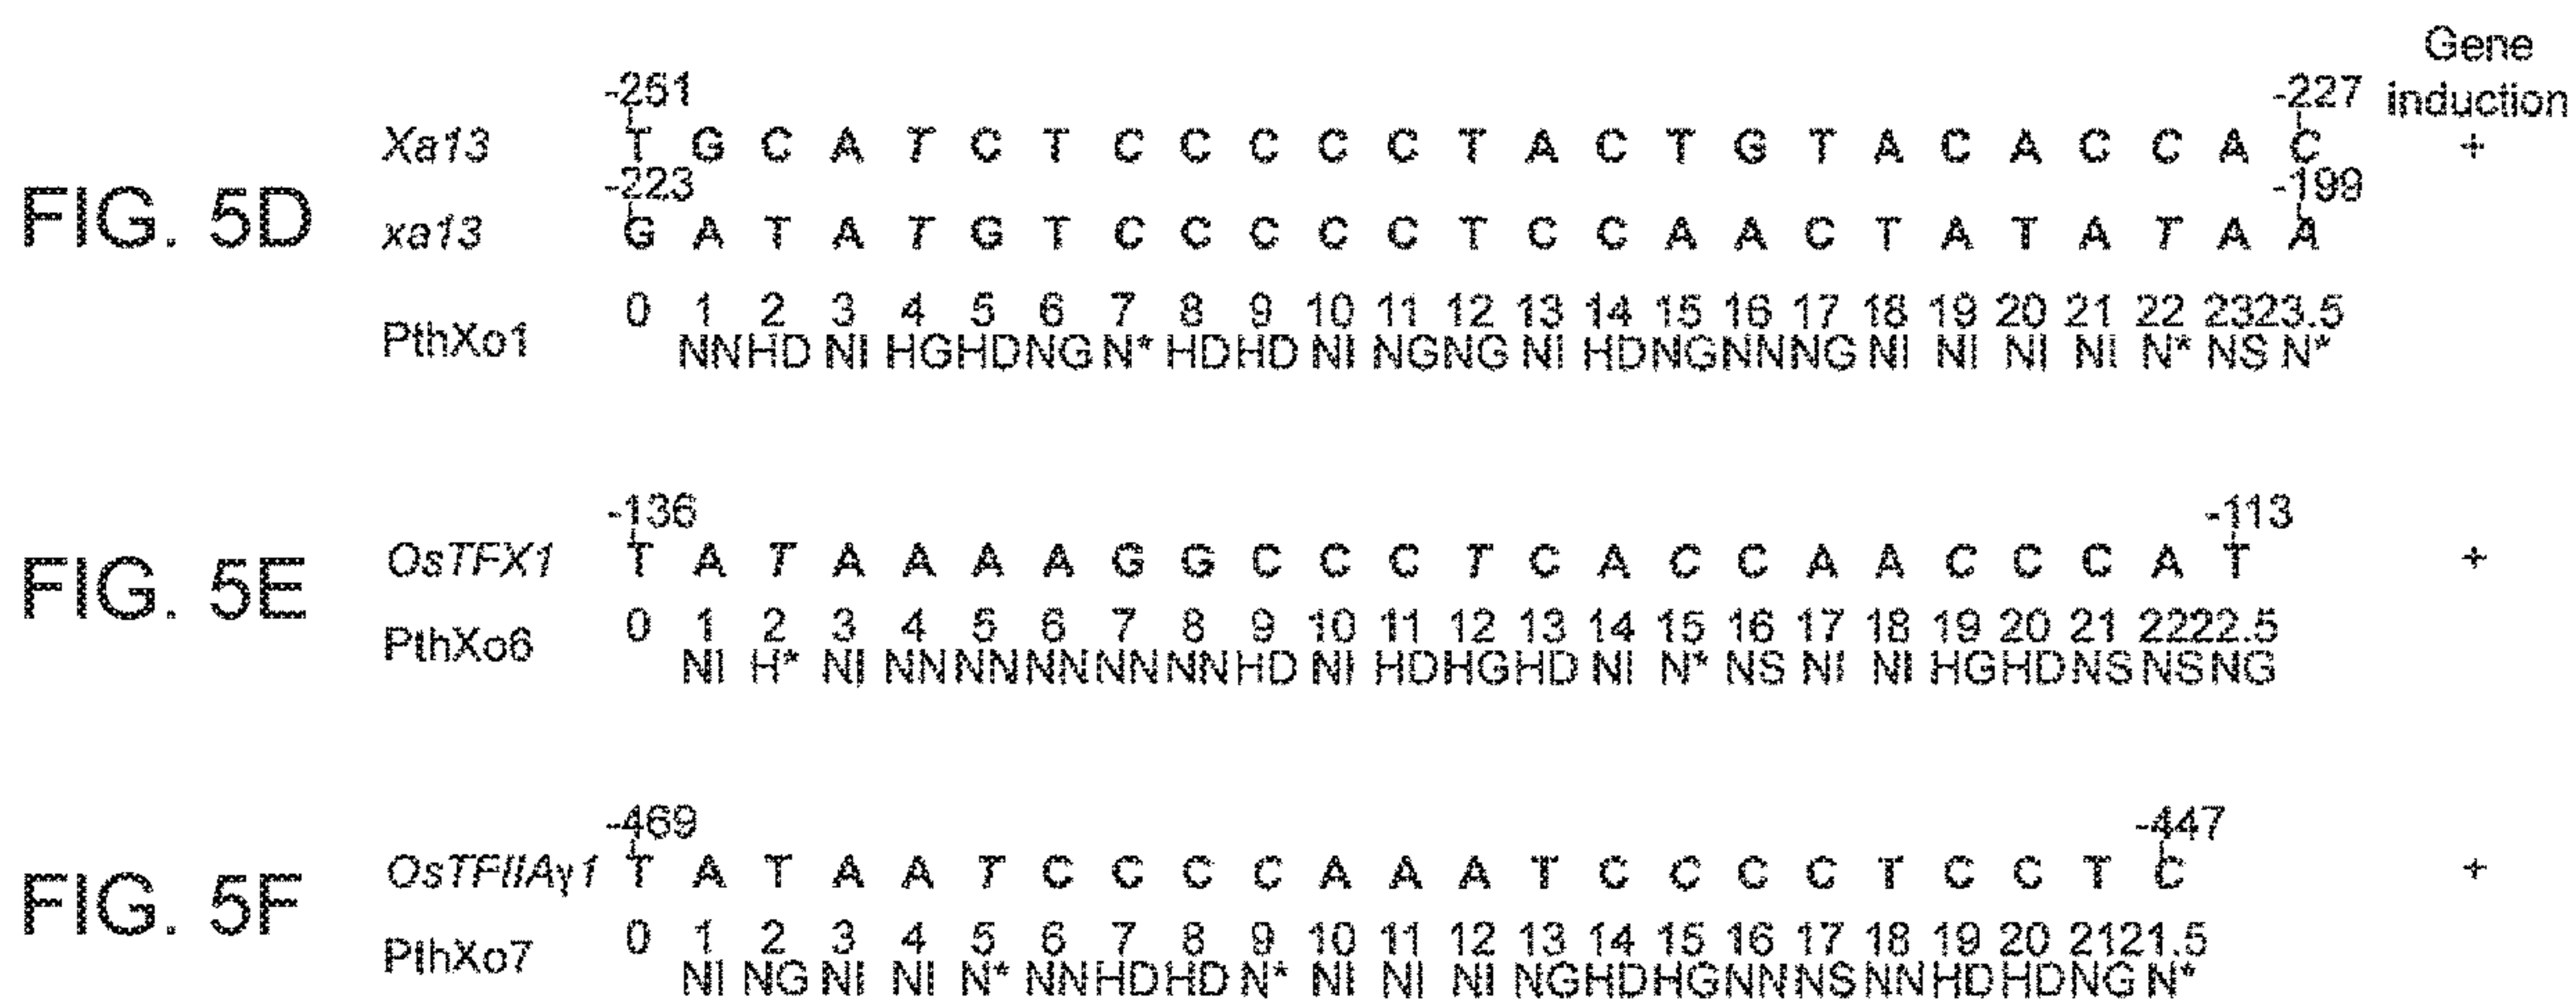 Gene
-251 -227 induction
Xa13 T G C A T C T C C C C C T A C T G T A C A C C A C +
-223 -199
FIG. 5D xa13 G A T A T G T C C C C C T C C A A C T A T A T A A
0 1 2 3 4 5 6 7 8 9 10 11 12 13 14 15 16 17 18 19 20 21 22 23 23.5
PthXo1 NN HD NI HG HD NG N* HD HD NI NG NG NI HD NG NN NG NI NI NI NI N* NS N*
-136 -113
FIG. 5E OsTFX1 T A T A A A A G G C C C T C A C C A A C C C A T +
0 1 2 3 4 5 6 7 8 9 10 11 12 13 14 15 16 17 18 19 20 21 22 22.5
PthXo6 NI H* NI NN NN NN NN NN HD NI HD HG HD NI N* NS NI NI HG HD NS NS NG
-469 -447
FIG. 5F OsTFIIAγ1 T A T A A T C C C C A A A T C C C C T C C T C +
0 1 2 3 4 5 6 7 8 9 10 11 12 13 14 15 16 17 18 19 20 21 21.5
PthXo7 NI NG NI NI N* NN HD HD N* NI NI NI NG HD HG NN NS NN HD HD NG N*